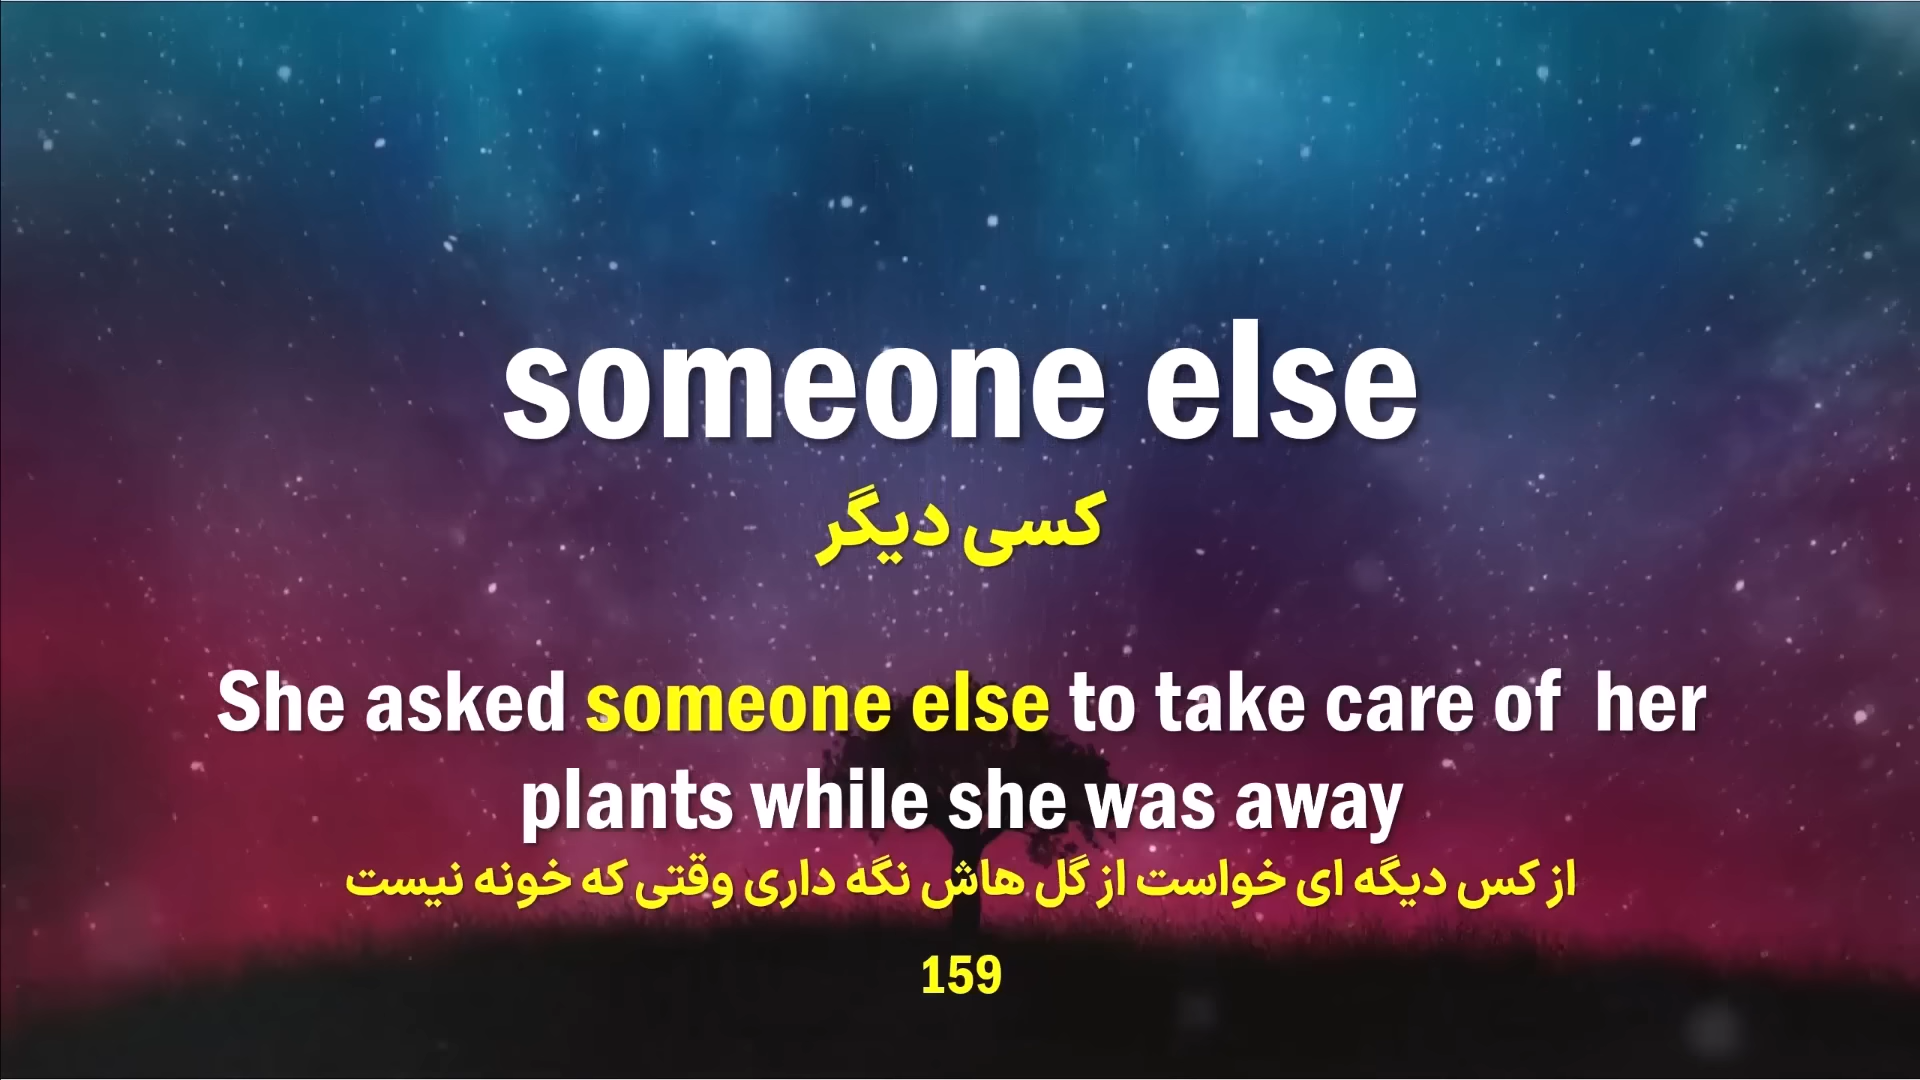 someone else
کسی دیگر
She asked someone else to take care of her
plants while she was away
از کس دیگه ای خواست از گل هاش نگه داری وقتی که خونه نیست
159